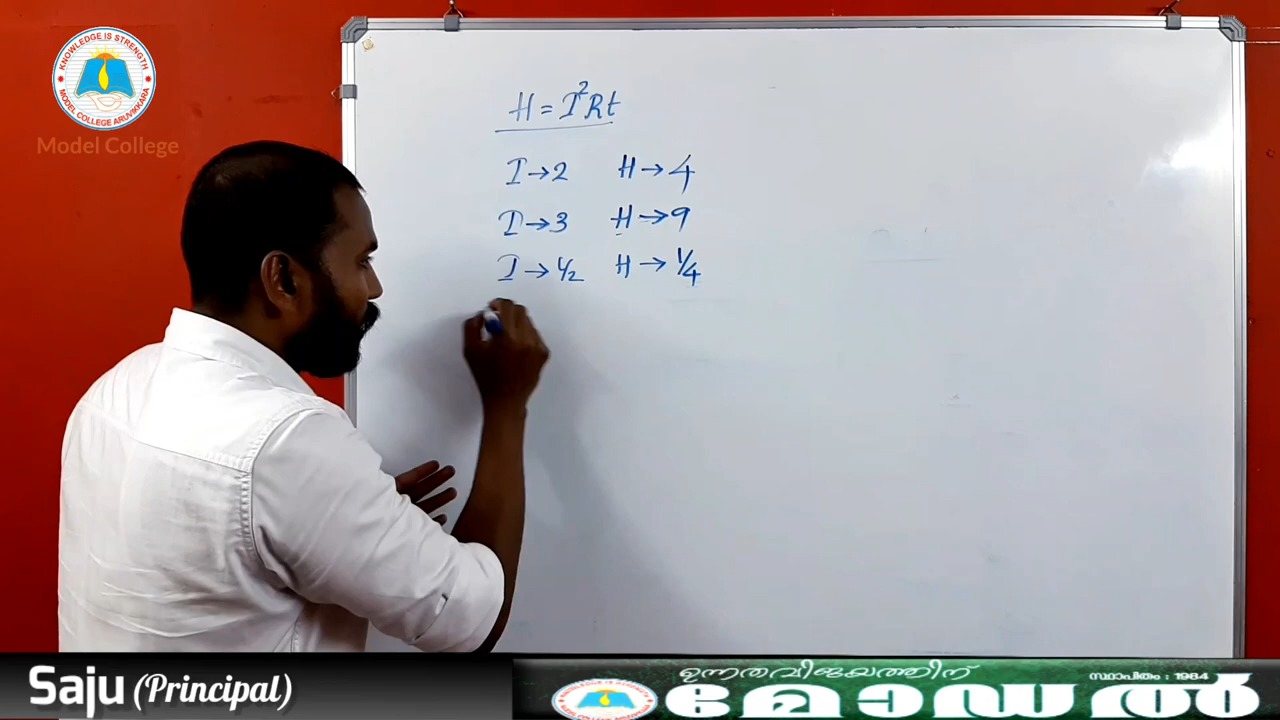 KNOWLEDGE IS STRENGTH
MODEL COLLEGE ARUVIKKARA
Model College
H = I²Rt
I → 2 H → 4
I → 3 H → 9
I → 1/2 H → 1/4
Saju (Principal)
ഉന്നതവിജയത്തിന്
സ്ഥാപിതം : 1984
മോഡൽ